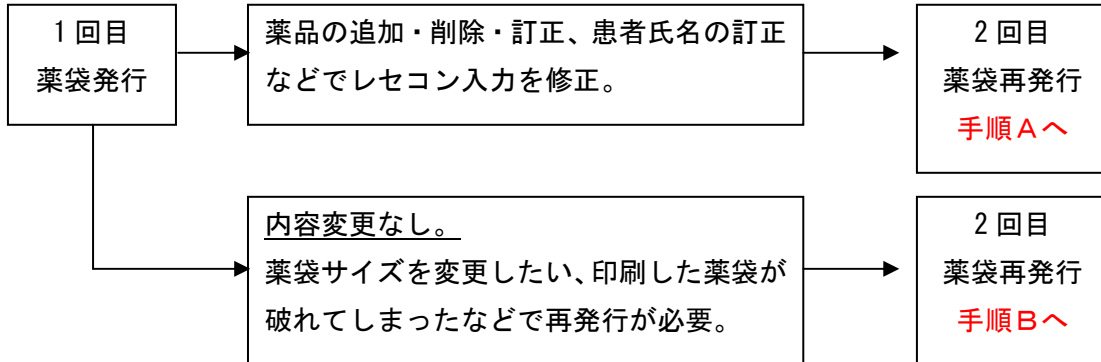 1回目
薬袋発行
薬品の追加・削除・訂正、患者氏名の訂正
などでレセコン入力を修正。
2回目
薬袋再発行
手順Aへ
内容変更なし。
薬袋サイズを変更したい、印刷した薬袋が
破れてしまったなどで再発行が必要。
2回目
薬袋再発行
手順Bへ